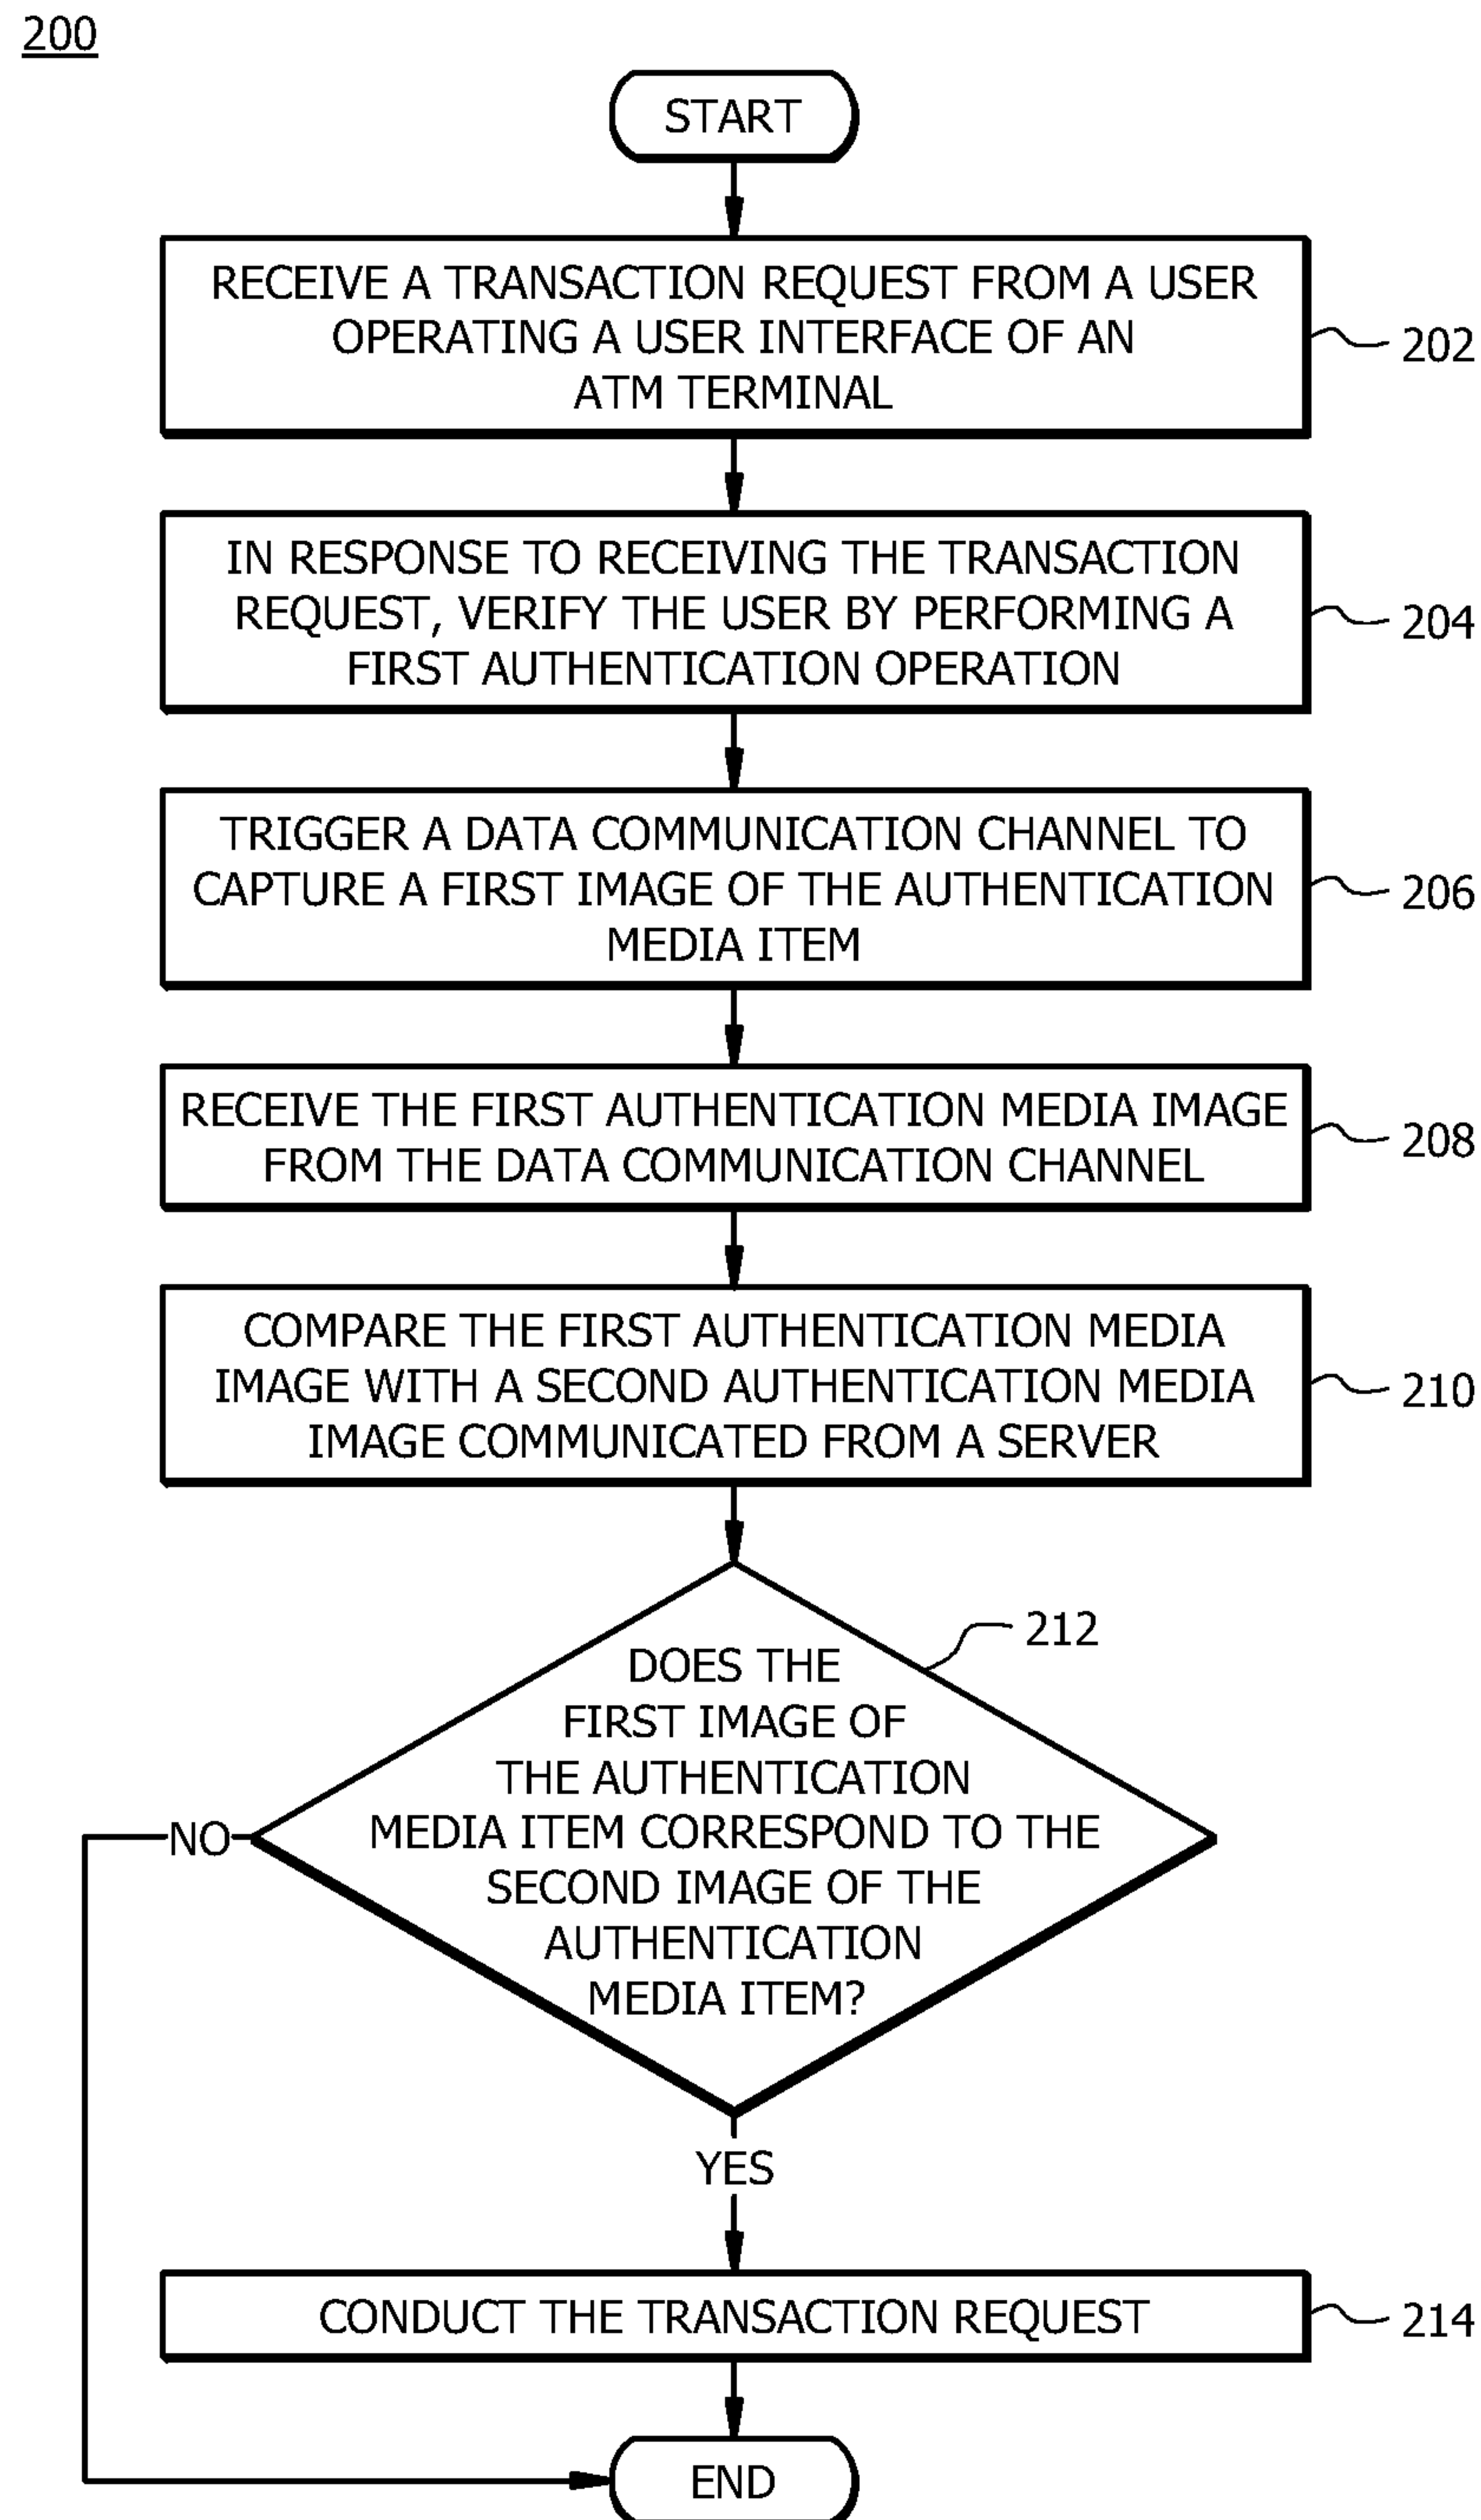 200
START
RECEIVE A TRANSACTION REQUEST FROM A USER
OPERATING A USER INTERFACE OF AN
ATM TERMINAL
202
IN RESPONSE TO RECEIVING THE TRANSACTION
REQUEST, VERIFY THE USER BY PERFORMING A
FIRST AUTHENTICATION OPERATION
204
TRIGGER A DATA COMMUNICATION CHANNEL TO
CAPTURE A FIRST IMAGE OF THE AUTHENTICATION
MEDIA ITEM
206
RECEIVE THE FIRST AUTHENTICATION MEDIA IMAGE
FROM THE DATA COMMUNICATION CHANNEL
208
COMPARE THE FIRST AUTHENTICATION MEDIA
IMAGE WITH A SECOND AUTHENTICATION MEDIA
IMAGE COMMUNICATED FROM A SERVER
210
212
DOES THE
FIRST IMAGE OF
THE AUTHENTICATION
MEDIA ITEM CORRESPOND TO THE
SECOND IMAGE OF THE
AUTHENTICATION
MEDIA ITEM?
NO
YES
CONDUCT THE TRANSACTION REQUEST
214
END